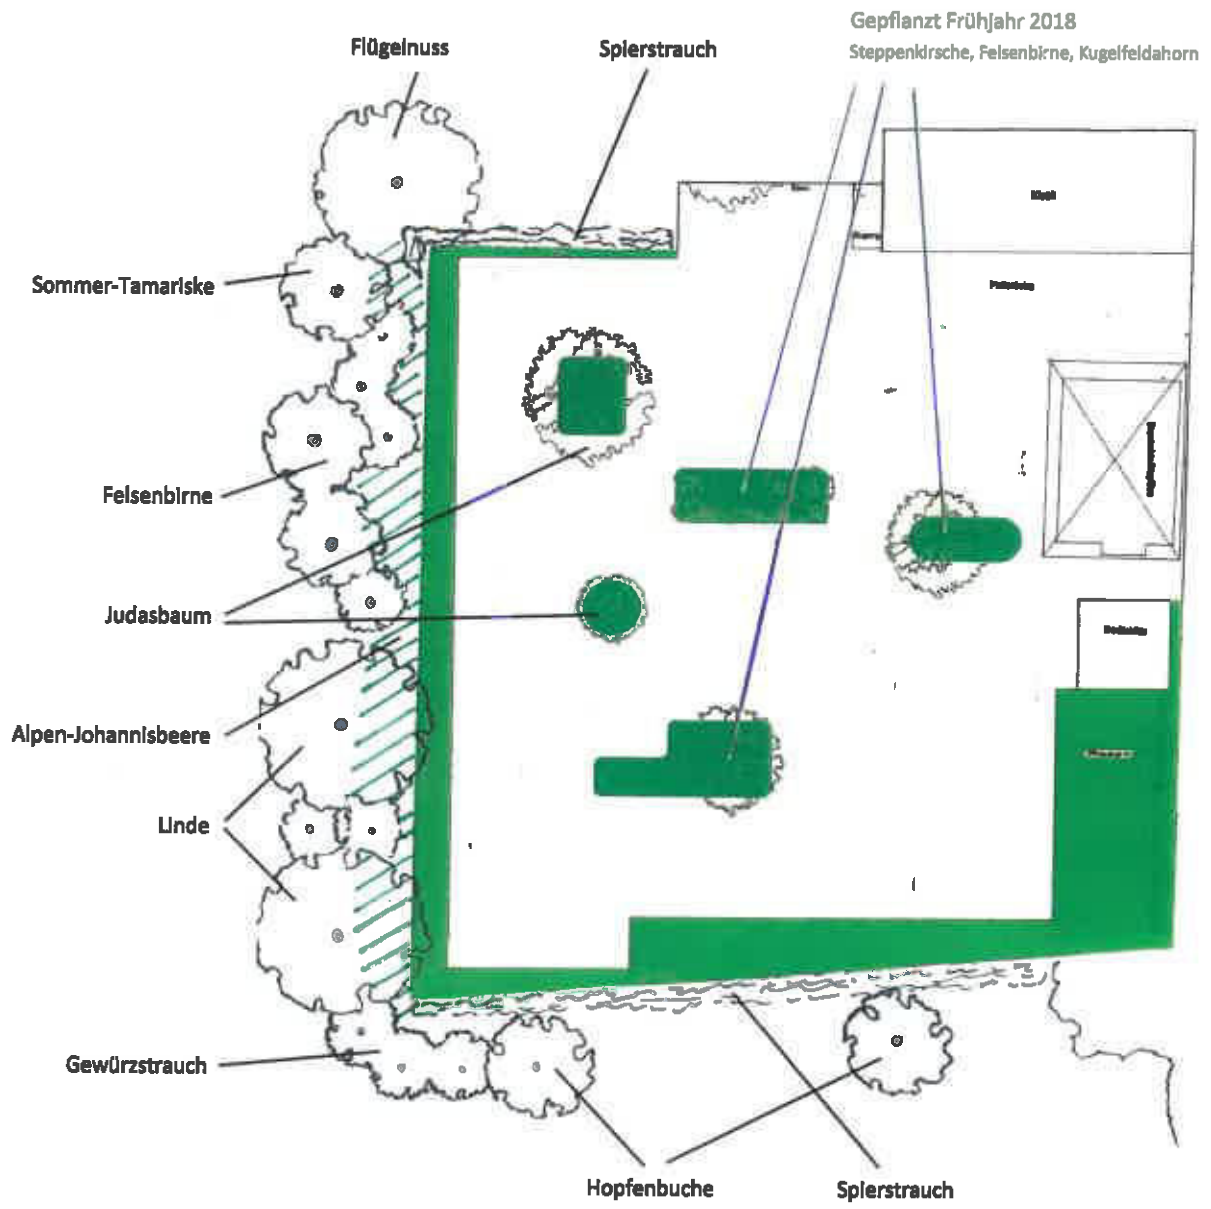 Gepflanzt Frühjahr 2018
Steppenkirsche, Felsenbirne, Kugelfeldahorn
Flügelnuss
Spierstrauch
Sommer-Tamariske
Felsenbirne
Judasbaum
Alpen-Johannisbeere
Linde
Gewürzstrauch
Hopfenbuche
Spierstrauch